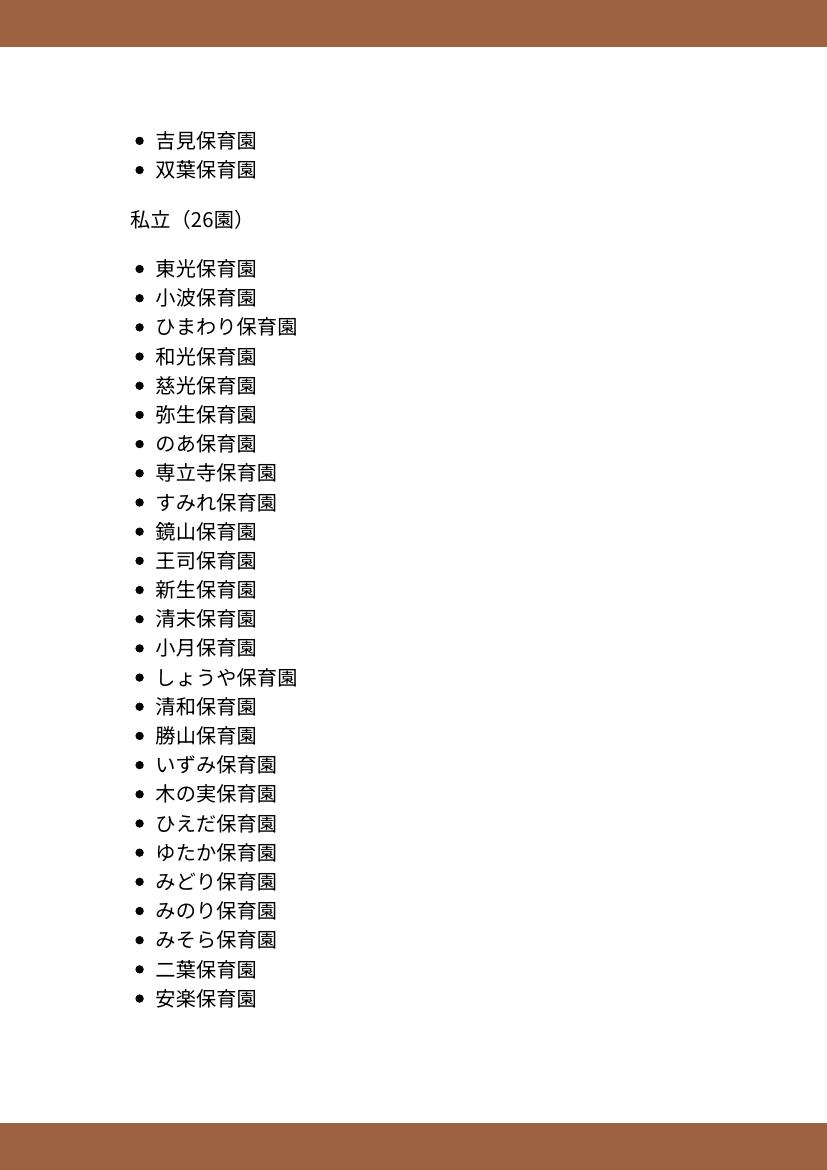 • 吉見保育園
• 双葉保育園
私立（26園）
• 東光保育園
• 小波保育園
• ひまわり保育園
• 和光保育園
• 慈光保育園
• 弥生保育園
• のあ保育園
• 専立寺保育園
• すみれ保育園
• 鏡山保育園
• 王司保育園
• 新生保育園
• 清末保育園
• 小月保育園
• しょうや保育園
• 清和保育園
• 勝山保育園
• いずみ保育園
• 木の実保育園
• ひえだ保育園
• ゆたか保育園
• みどり保育園
• みのり保育園
• みそら保育園
• 二葉保育園
• 安楽保育園